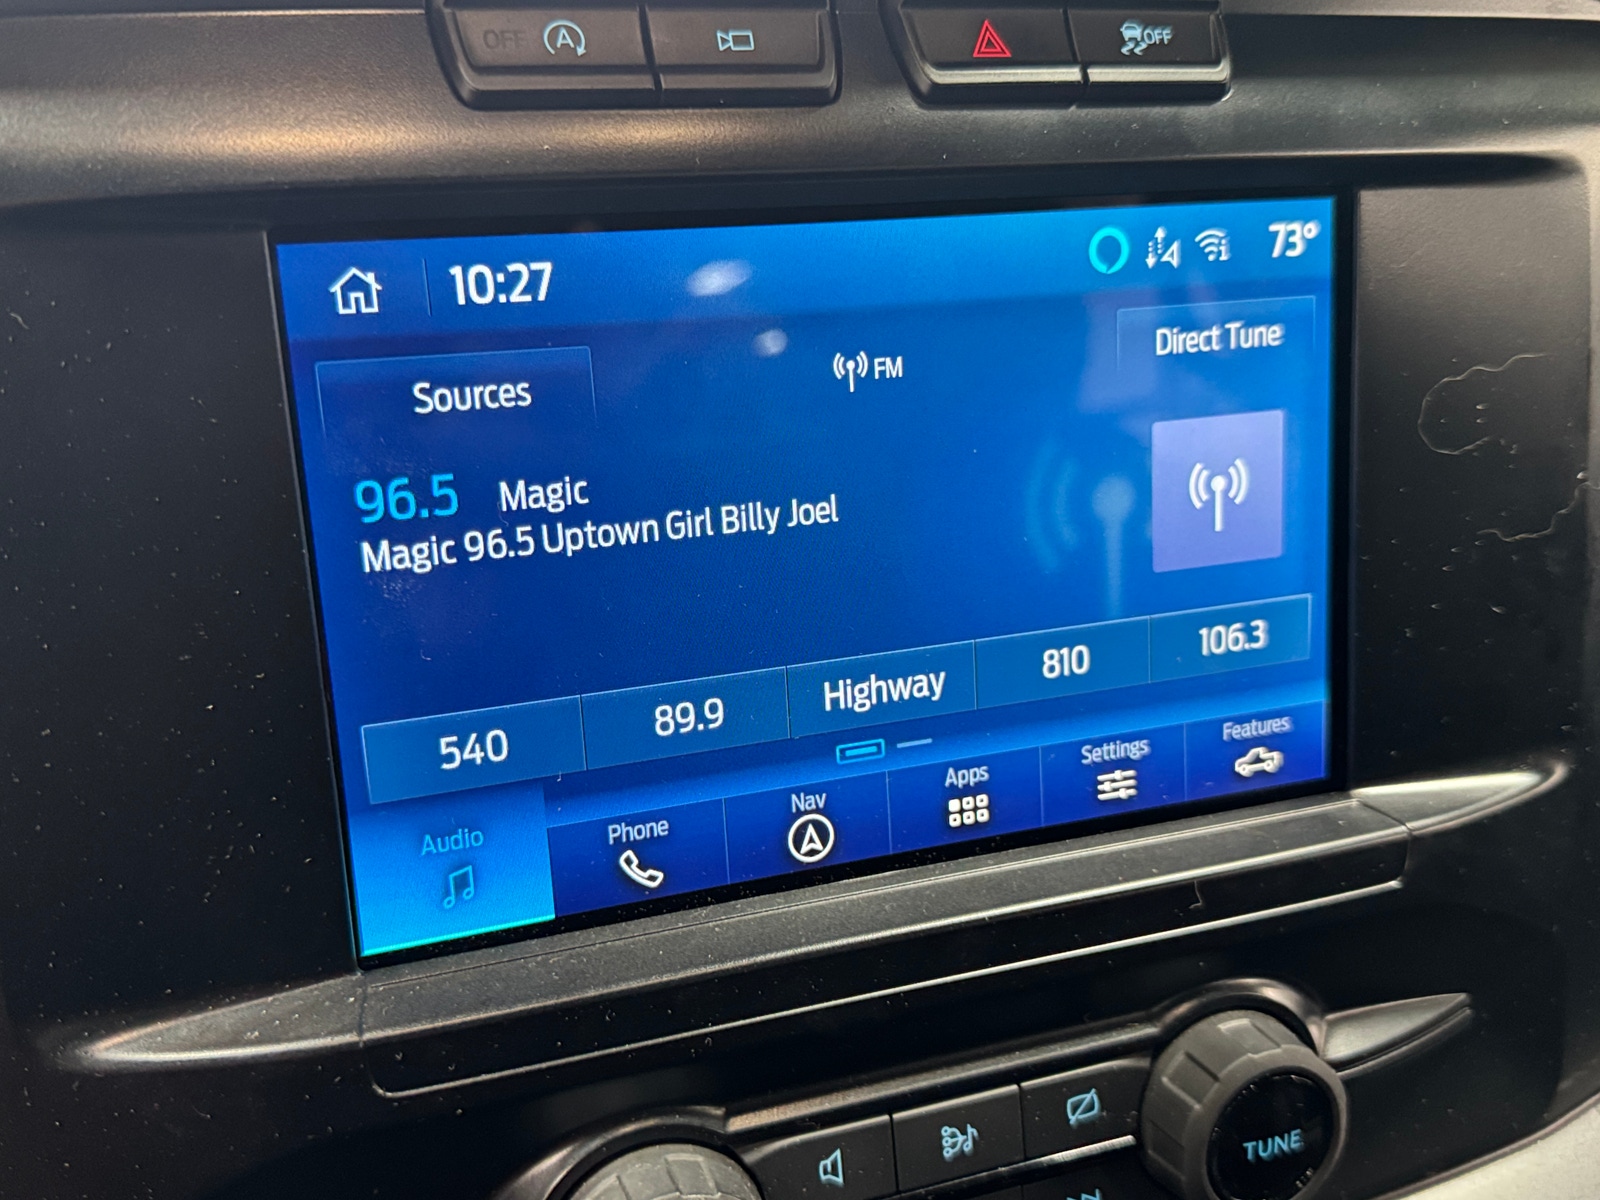 OFF A
OFF
10:27
73°
Sources
FM
Direct Tune
96.5 Magic
Magic 96.5 Uptown Girl Billy Joel
540 89.9 Highway 810 106.3
Audio Phone Nav Apps Settings Features
TUNE